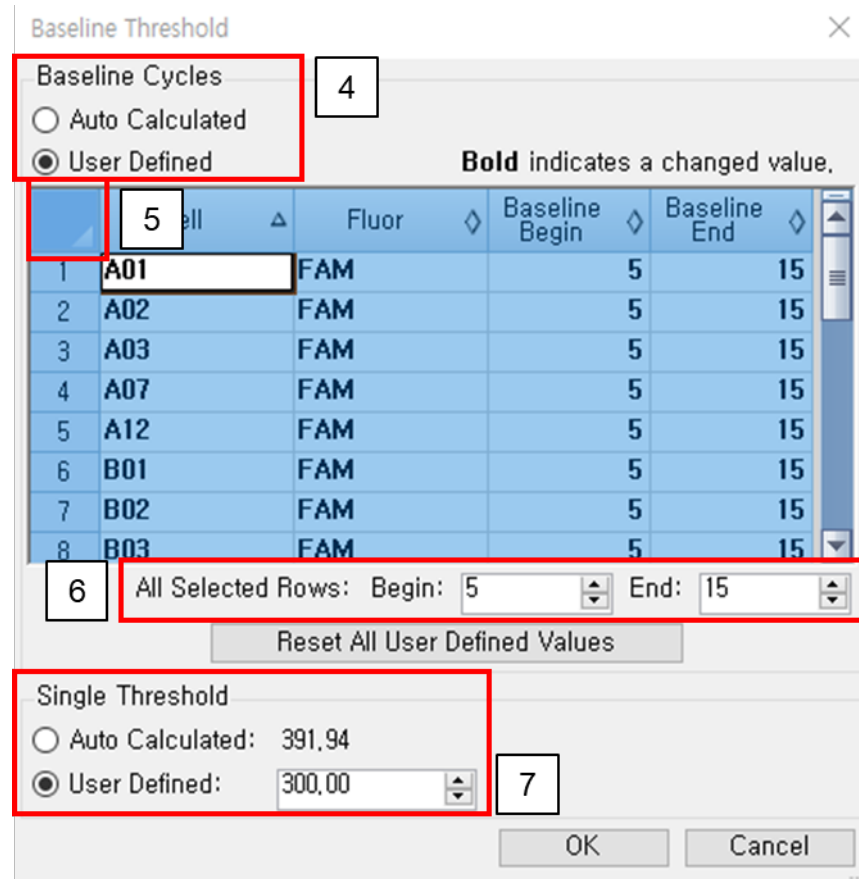 Baseline Threshold
Baseline Cycles
4
Auto Calculated
User Defined
Bold indicates a changed value.
5
ell Fluor Baseline Begin Baseline End
1 A01 FAM 5 15
2 A02 FAM 5 15
3 A03 FAM 5 15
4 A07 FAM 5 15
5 A12 FAM 5 15
6 B01 FAM 5 15
7 B02 FAM 5 15
8 B03 FAM 5 15
6
All Selected Rows: Begin: 5 End: 15
Reset All User Defined Values
Single Threshold
Auto Calculated: 391.94
User Defined: 300.00
7
OK Cancel